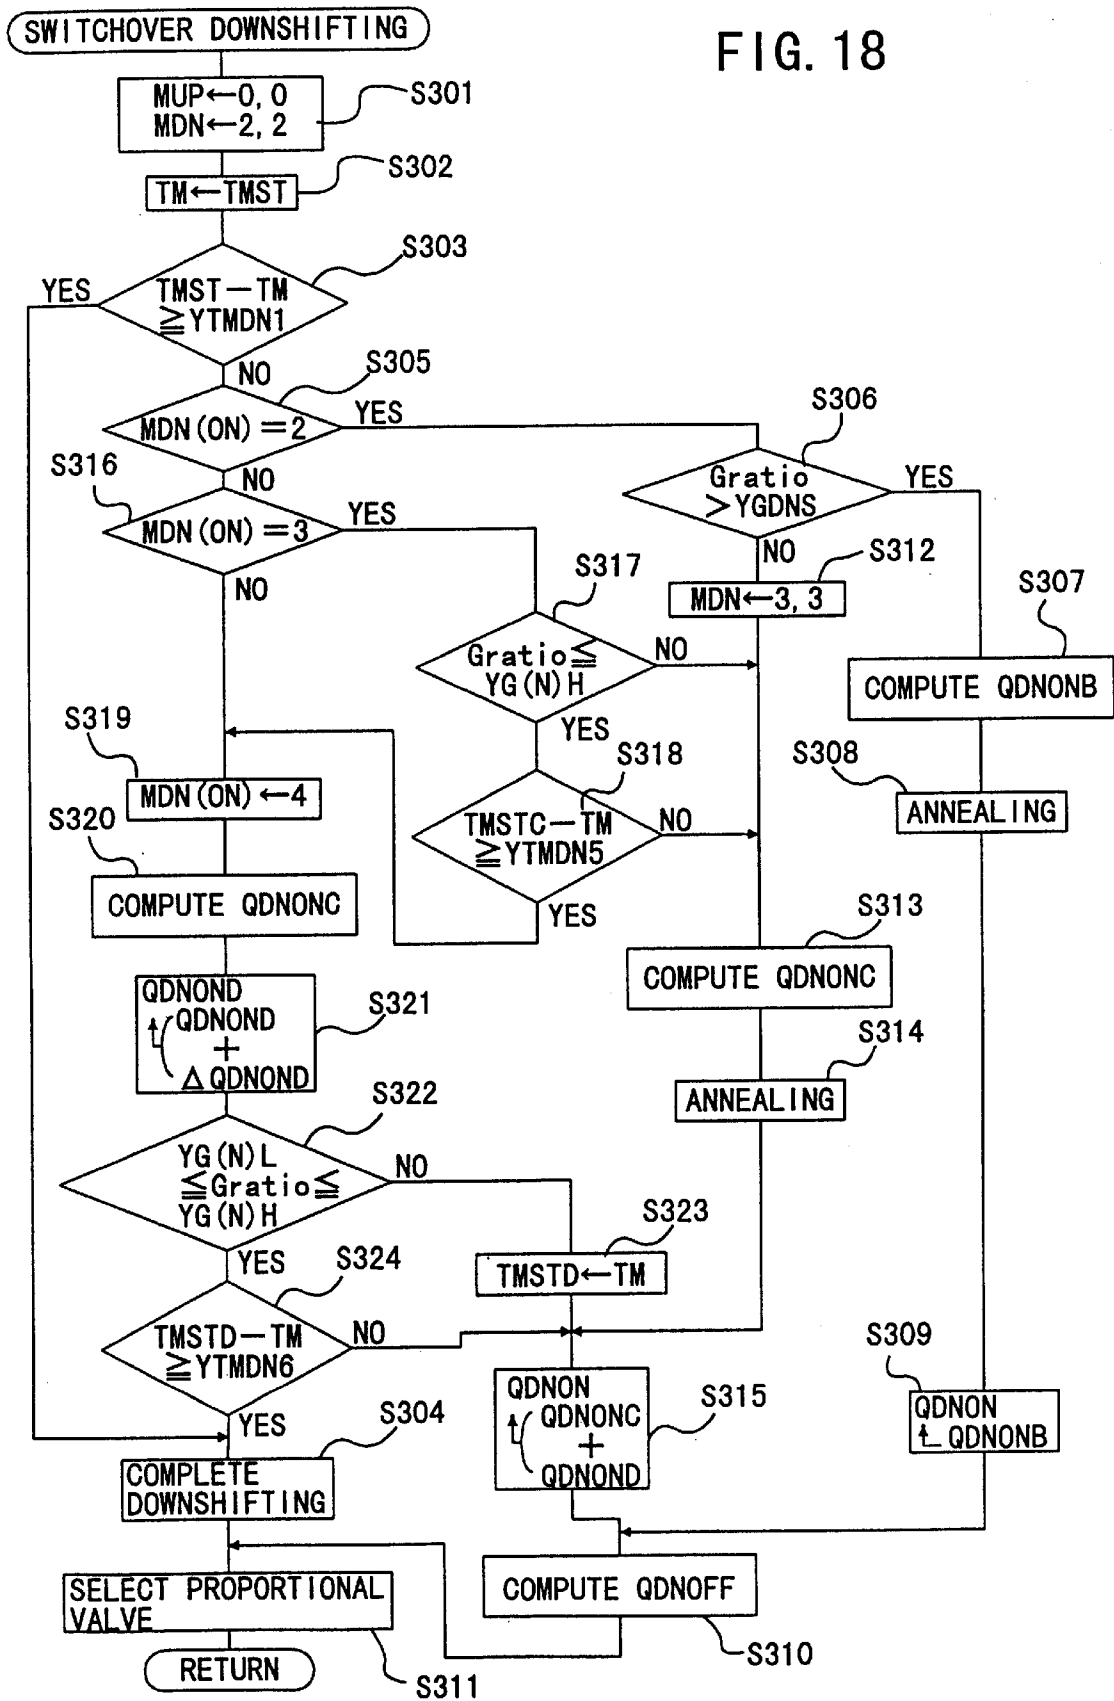 SWITCHOVER DOWNSHIFTING
FIG. 18
MUP←0, 0
MDN←2, 2
S301
S302
TM←TMST
S303
YES
TMST－TM
≧YTMDN1
NO
S305
MDN(ON)＝2
YES
S306
Gratio
＞YGDNS
YES
NO
S316
NO
MDN(ON)＝3
YES
NO
S312
MDN←3, 3
S317
Gratio≦
YG(N)H
NO
YES
S307
COMPUTE QDNONB
S308
ANNEALING
S319
MDN(ON)←4
S318
TMSTC－TM
≧YTMDN5
NO
YES
S320
COMPUTE QDNONC
S313
COMPUTE QDNONC
S321
QDNOND
QDNOND
＋
ΔQDNOND
S314
ANNEALING
S322
YG(N)L
≦Gratio≦
YG(N)H
NO
YES
S323
TMSTD←TM
S324
TMSTD－TM
≧YTMDN6
NO
YES
S309
QDNON
QDNONB
S315
QDNON
QDNONC
＋
QDNOND
S304
COMPLETE
DOWNSHIFTING
COMPUTE QDNOFF
S310
SELECT PROPORTIONAL
VALVE
S311
RETURN